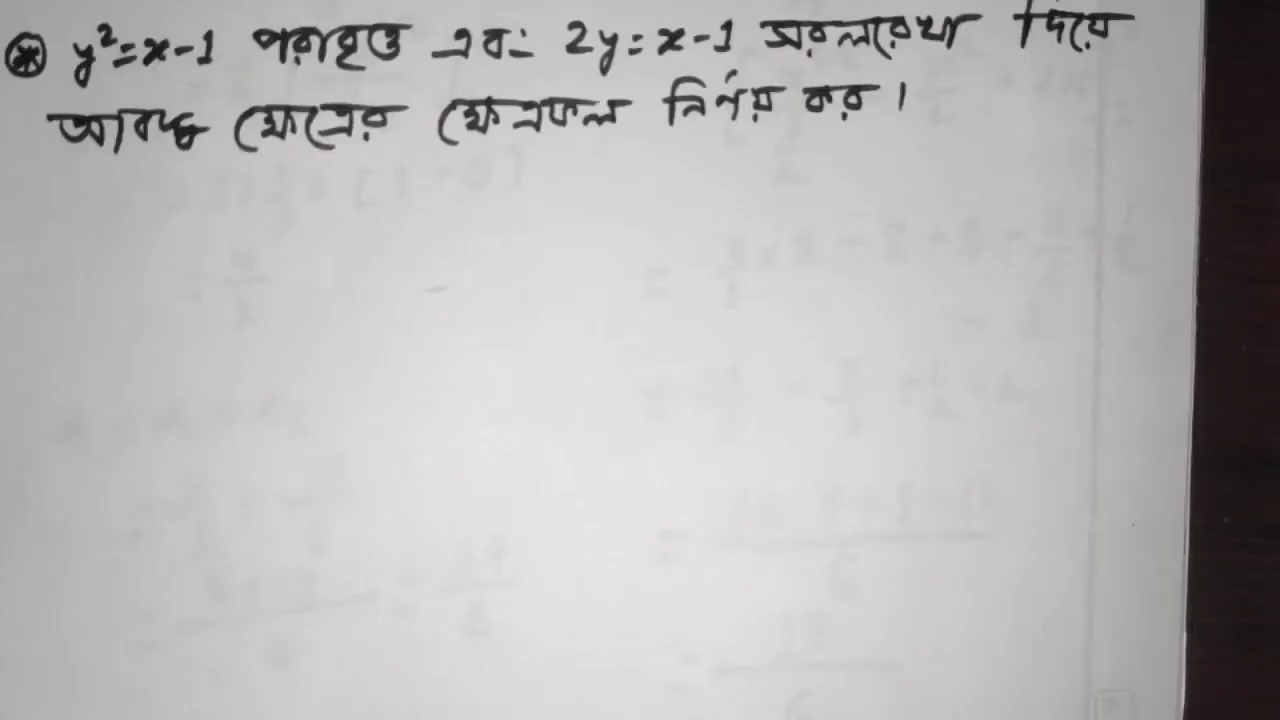 ⊛ y²=x-1 পরাবৃত্ত এবং 2y=x-1 সরলরেখা দিয়ে
আবদ্ধ ক্ষেত্রের ক্ষেত্রফল নির্ণয় কর।